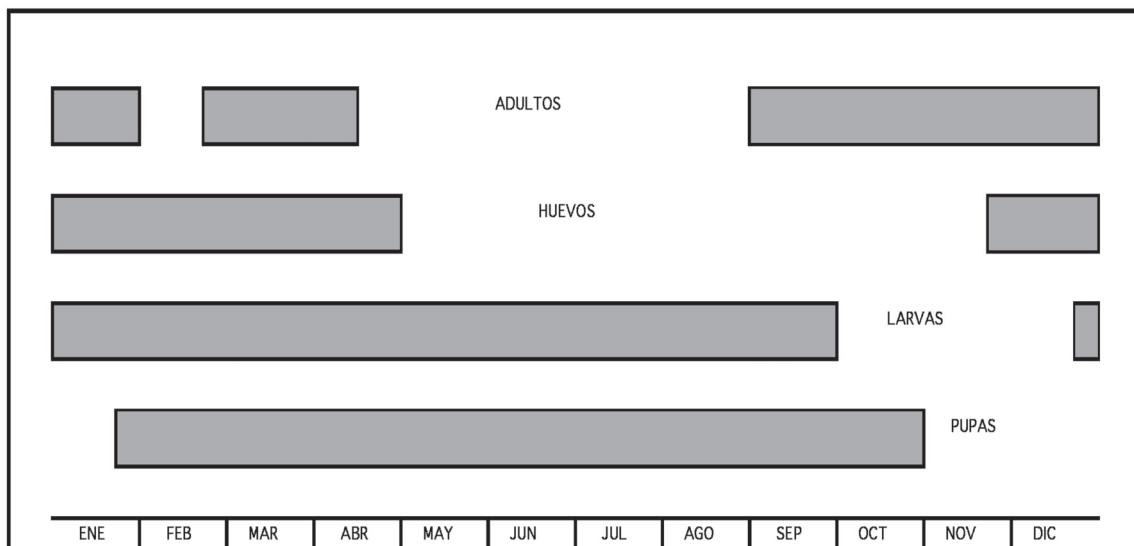 ADULTOS
HUEVOS
LARVAS
PUPAS
ENE FEB MAR ABR MAY JUN JUL AGO SEP OCT NOV DIC